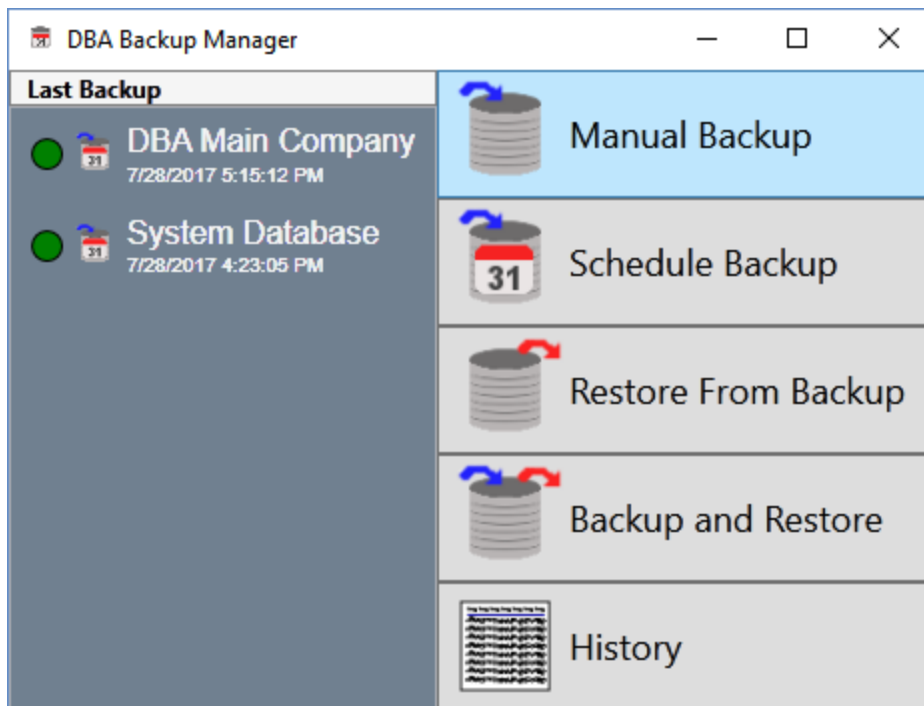 DBA Backup Manager
Last Backup
DBA Main Company
7/28/2017 5:15:12 PM
System Database
7/28/2017 4:23:05 PM
Manual Backup
31
Schedule Backup
Restore From Backup
Backup and Restore
History